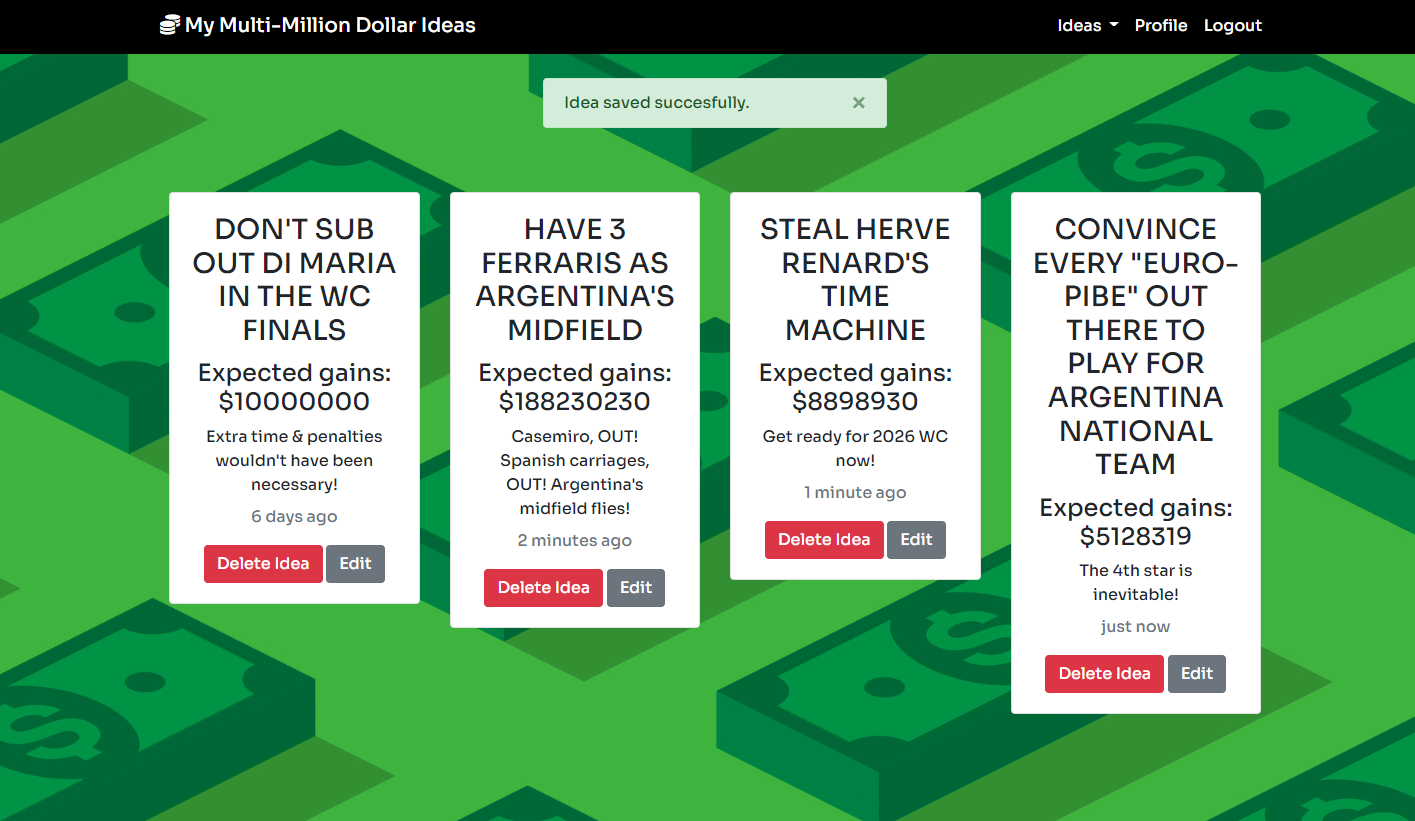 My Multi-Million Dollar Ideas
Ideas
Profile
Logout
Idea saved succesfully.
×
DON'T SUB
OUT DI MARIA
IN THE WC
FINALS
Expected gains:
$10000000
Extra time & penalties
wouldn't have been
necessary!
6 days ago
Delete Idea
Edit
HAVE 3
FERRARIS AS
ARGENTINA'S
MIDFIELD
Expected gains:
$188230230
Casemiro, OUT!
Spanish carriages,
OUT! Argentina's
midfield flies!
2 minutes ago
Delete Idea
Edit
STEAL HERVE
RENARD'S
TIME
MACHINE
Expected gains:
$8898930
Get ready for 2026 WC
now!
1 minute ago
Delete Idea
Edit
CONVINCE
EVERY "EURO-
PIBE" OUT
THERE TO
PLAY FOR
ARGENTINA
NATIONAL
TEAM
Expected gains:
$5128319
The 4th star is
inevitable!
just now
Delete Idea
Edit